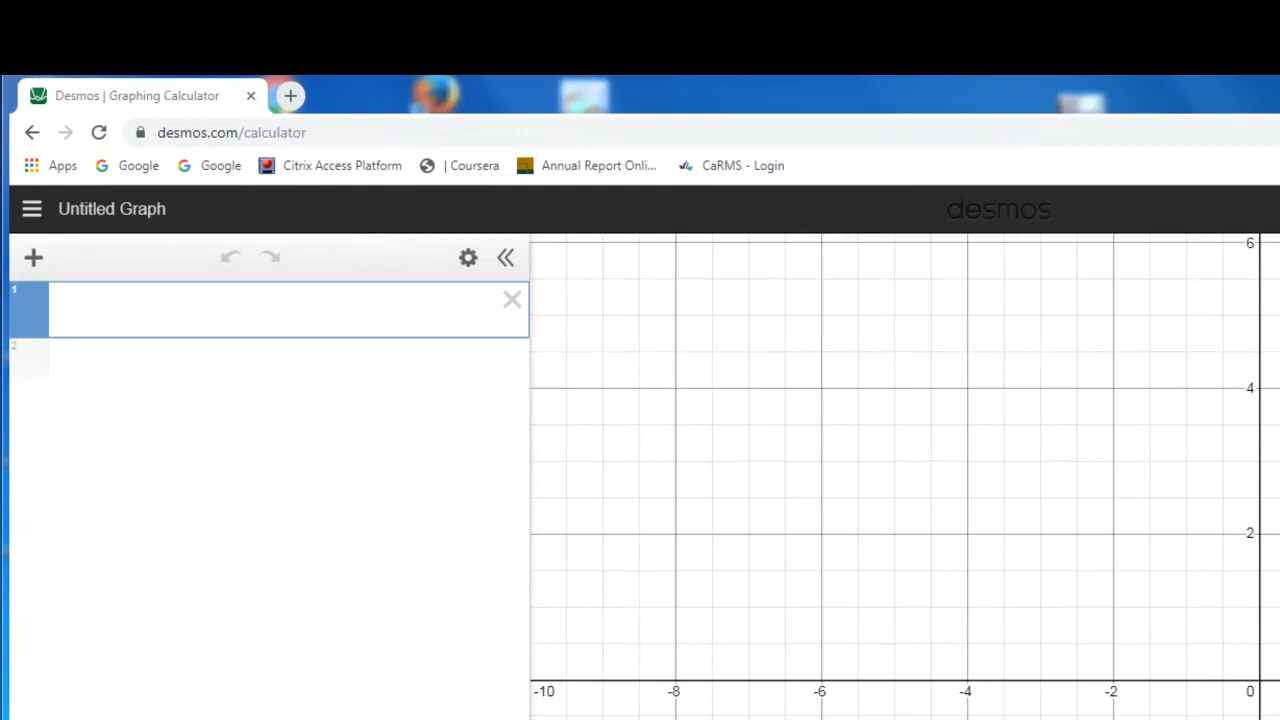 Desmos | Graphing Calculator
desmos.com/calculator
Apps Google Google Citrix Access Platform | Coursera Annual Report Onli... CaRMS - Login
Untitled Graph desmos
1
2
6
4
2
-10 -8 -6 -4 -2 0